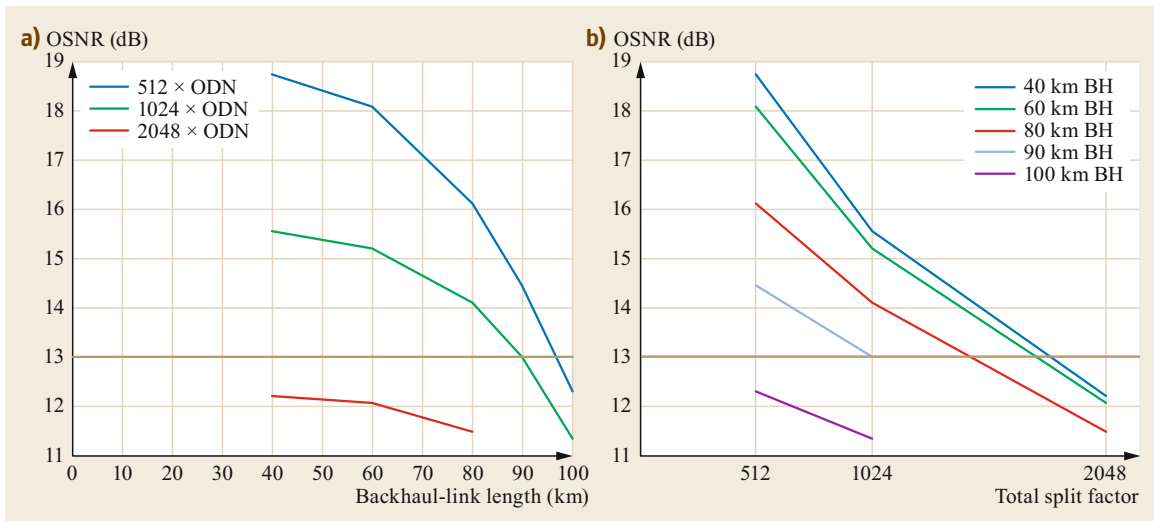 a) OSNR (dB)
19
18
17
16
15
14
13
12
11
0 10 20 30 40 50 60 70 80 90 100
Backhaul-link length (km)
512 × ODN
1024 × ODN
2048 × ODN
b) OSNR (dB)
19
18
17
16
15
14
13
12
11
512 1024 2048
Total split factor
40 km BH
60 km BH
80 km BH
90 km BH
100 km BH